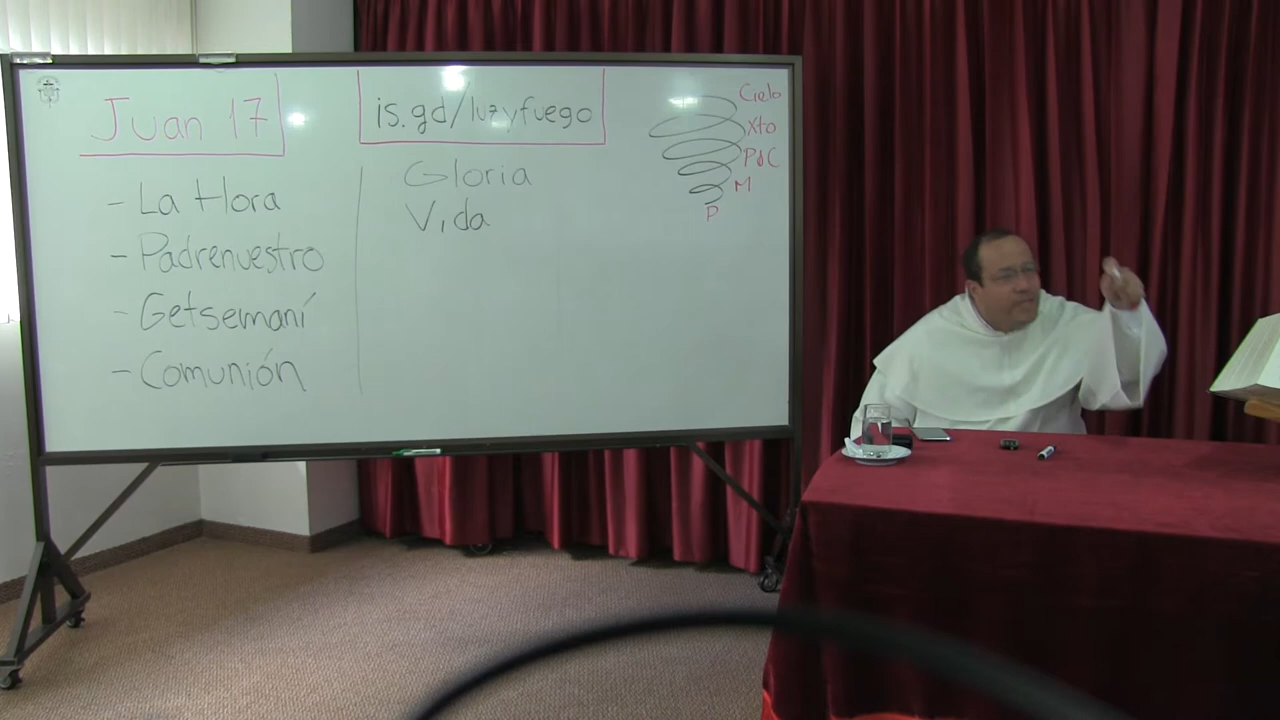 Juan 17
- La Hora
- Padrenuestro
- Getsemaní
- Comunión
is.gd/luzyfuego
Gloria
Vida
Cielo
Xto
PdC
M
P